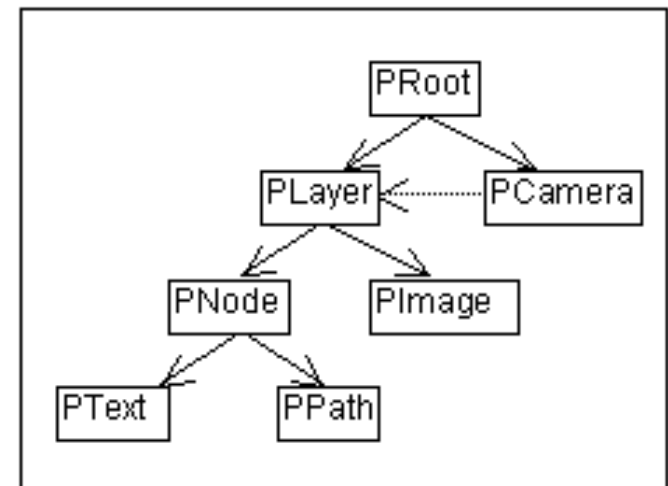 PRoot
PLayer
PCamera
PNode
PImage
PText
PPath